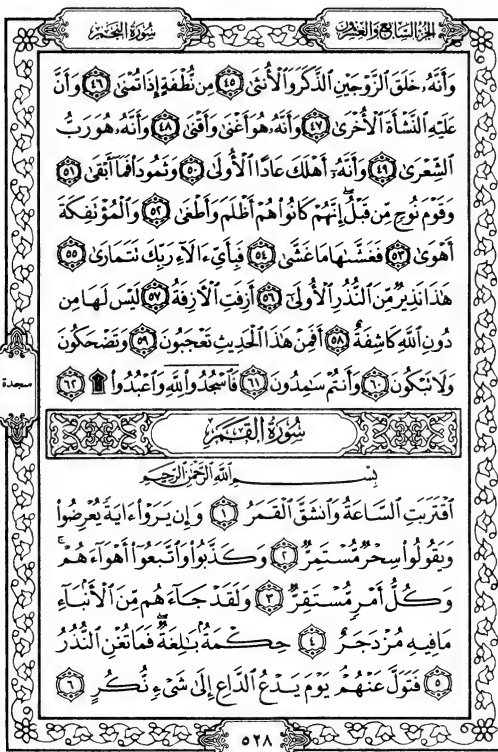 الجزء السابع والعشرون سورة النجم
وَأَنَّهُۥ خَلَقَ ٱلزَّوْجَيْنِ ٱلذَّكَرَ وَٱلْأُنثَىٰ ٤٥ مِن نُّطْفَةٍ إِذَا تُمْنَىٰ ٤٦ وَأَنَّ
عَلَيْهِ ٱلنَّشْأَةَ ٱلْأُخْرَىٰ ٤٧ وَأَنَّهُۥ هُوَ أَغْنَىٰ وَأَقْنَىٰ ٤٨ وَأَنَّهُۥ هُوَ رَبُّ
ٱلشِّعْرَىٰ ٤٩ وَأَنَّهُۥٓ أَهْلَكَ عَادًا ٱلْأُولَىٰ ٥٠ وَثَمُودَا۟ فَمَآ أَبْقَىٰ ٥١
وَقَوْمَ نُوحٍ مِّن قَبْلُ ۖ إِنَّهُمْ كَانُوا۟ هُمْ أَظْلَمَ وَأَطْغَىٰ ٥٢ وَٱلْمُؤْتَفِكَةَ
أَهْوَىٰ ٥٣ فَغَشَّىٰهَا مَا غَشَّىٰ ٥٤ فَبِأَىِّ ءَالَآءِ رَبِّكَ تَتَمَارَىٰ ٥٥
هَٰذَا نَذِيرٌ مِّنَ ٱلنُّذُرِ ٱلْأُولَىٰٓ ٥٦ أَزِفَتِ ٱلْءَازِفَةُ ٥٧ لَيْسَ لَهَا مِن
دُونِ ٱللَّهِ كَاشِفَةٌ ٥٨ أَفَمِنْ هَٰذَا ٱلْحَدِيثِ تَعْجَبُونَ ٥٩ وَتَضْحَكُونَ
وَلَا تَبْكُونَ ٦٠ وَأَنتُمْ سَٰمِدُونَ ٦١ فَٱسْجُدُوا۟ لِلَّهِ وَٱعْبُدُوا۟ ۩ ٦٢
سجدة
سورة القمر
بِسْمِ ٱللَّهِ ٱلرَّحْمَٰنِ ٱلرَّحِيمِ
ٱقْتَرَبَتِ ٱلسَّاعَةُ وَٱنشَقَّ ٱلْقَمَرُ ١ وَإِن يَرَوْا۟ ءَايَةً يُعْرِضُوا۟
وَيَقُولُوا۟ سِحْرٌ مُّسْتَمِرٌّ ٢ وَكَذَّبُوا۟ وَٱتَّبَعُوٓا۟ أَهْوَآءَهُمْ ۚ
وَكُلُّ أَمْرٍ مُّسْتَقِرٌّ ٣ وَلَقَدْ جَآءَهُم مِّنَ ٱلْأَنۢبَآءِ
مَا فِيهِ مُزْدَجَرٌ ٤ حِكْمَةٌۢ بَٰلِغَةٌ ۖ فَمَا تُغْنِ ٱلنُّذُرُ
٥ فَتَوَلَّ عَنْهُمْ ۘ يَوْمَ يَدْعُ ٱلدَّاعِ إِلَىٰ شَىْءٍ نُّكُرٍ ٦
٥٢٨